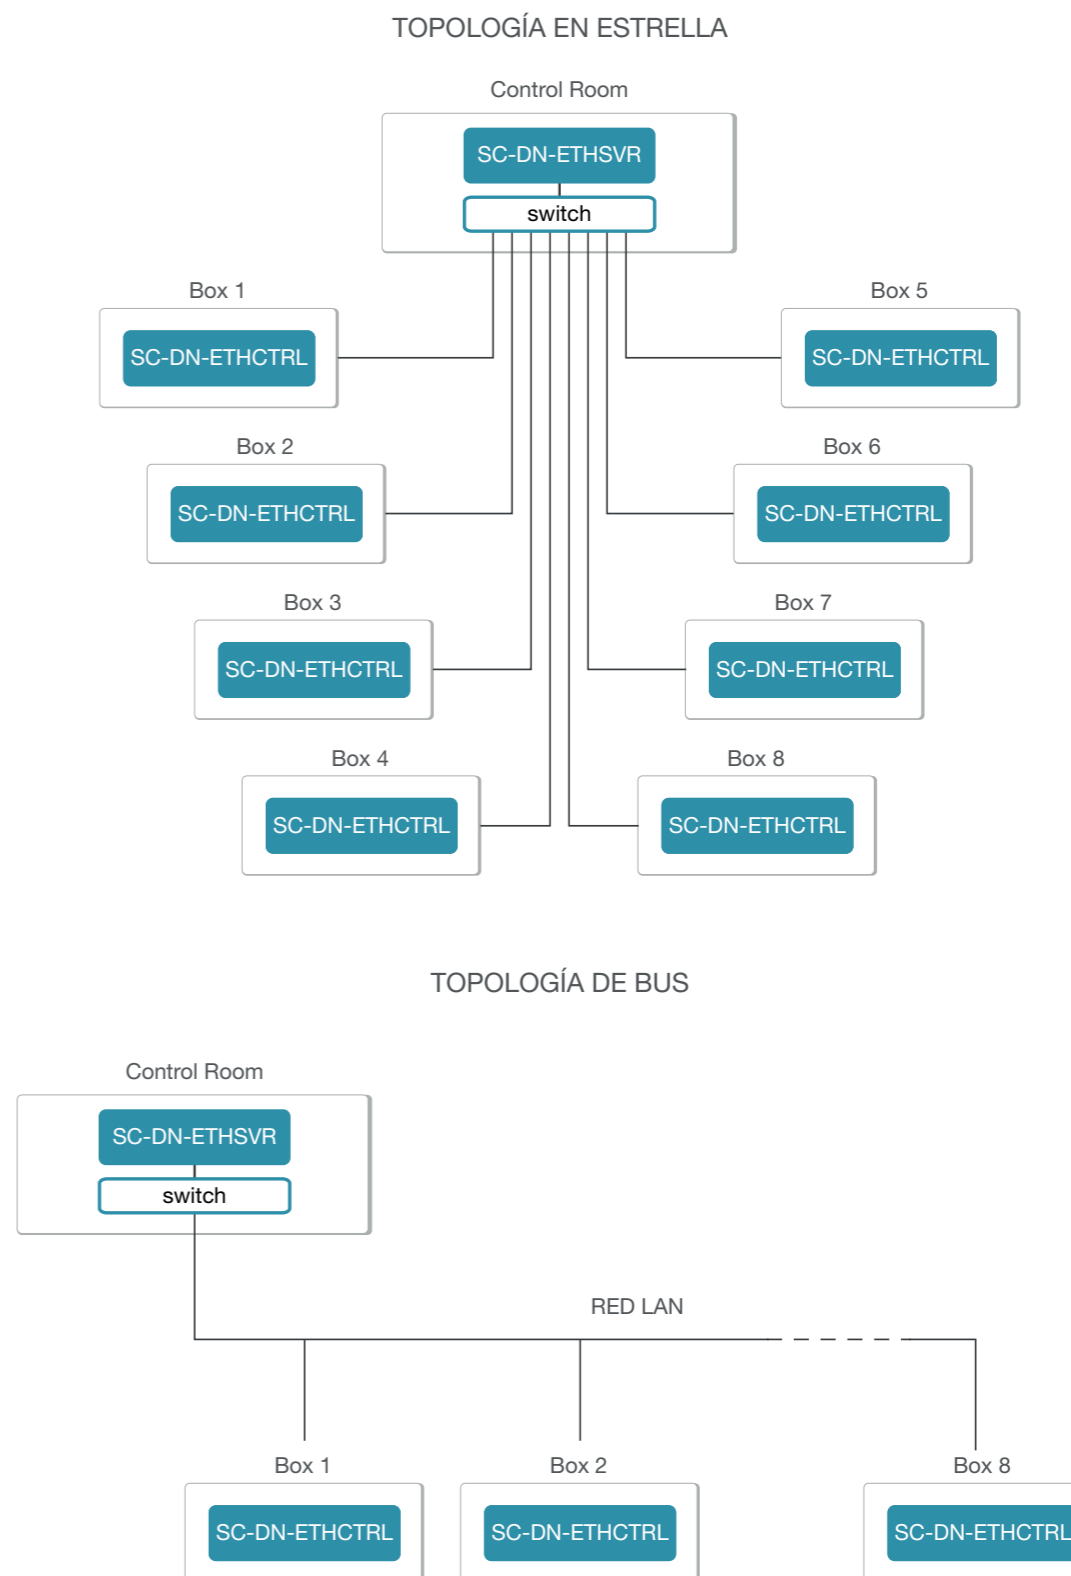 TOPOLOGÍA EN ESTRELLA
Control Room
SC-DN-ETHSVR
switch
Box 1
SC-DN-ETHCTRL
Box 5
SC-DN-ETHCTRL
Box 2
SC-DN-ETHCTRL
Box 6
SC-DN-ETHCTRL
Box 3
SC-DN-ETHCTRL
Box 7
SC-DN-ETHCTRL
Box 4
SC-DN-ETHCTRL
Box 8
SC-DN-ETHCTRL
TOPOLOGÍA DE BUS
Control Room
SC-DN-ETHSVR
switch
RED LAN
Box 1
SC-DN-ETHCTRL
Box 2
SC-DN-ETHCTRL
Box 8
SC-DN-ETHCTRL